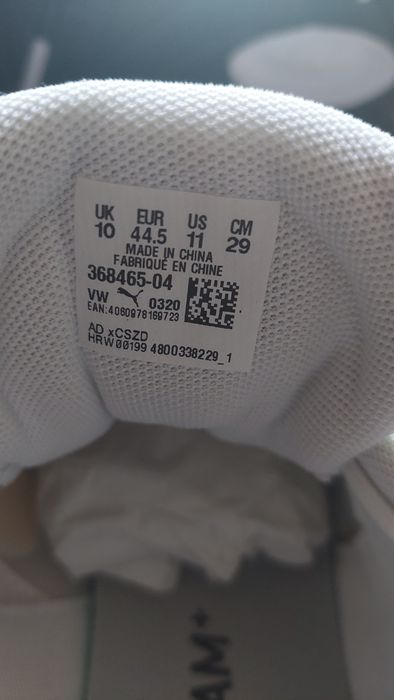 UK EUR US CM
10 44.5 11 29
MADE IN CHINA
FABRIQUÉ EN CHINE
368465-04
VW 0320
EAN:4060978169723
AD xCSZD
HRW00199 4800338229_1
AM+